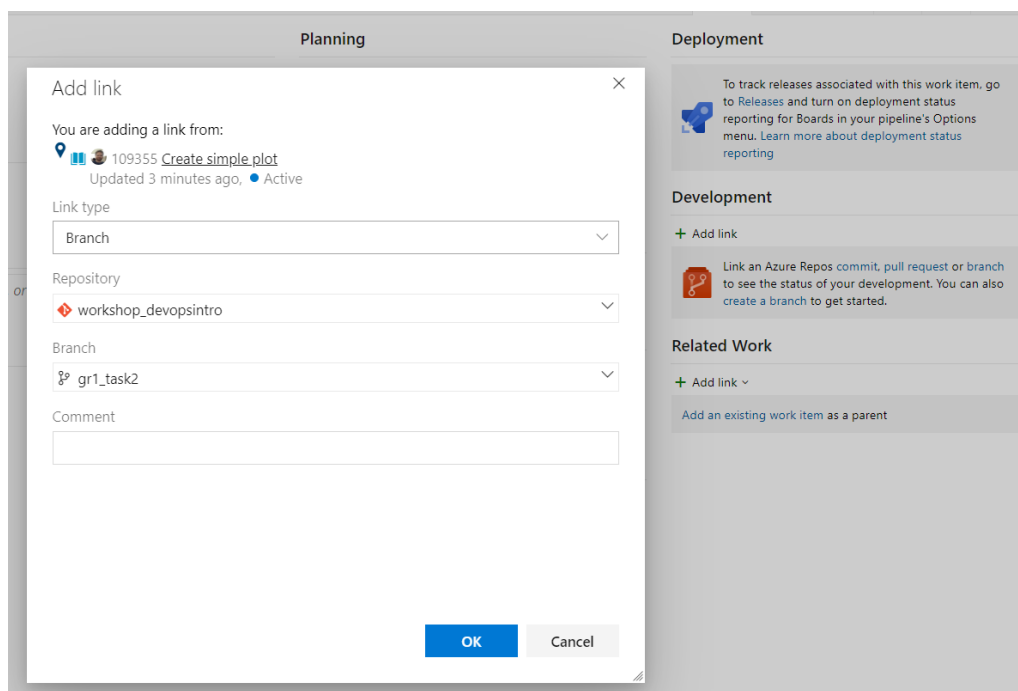 Planning
Deployment
Add link
You are adding a link from:
109355 Create simple plot
Updated 3 minutes ago, Active
Link type
Branch
Repository
workshop_devopsintro
Branch
gr1_task2
Comment
OK
Cancel
or
To track releases associated with this work item, go
to Releases and turn on deployment status
reporting for Boards in your pipeline's Options
menu. Learn more about deployment status
reporting
Development
+ Add link
Link an Azure Repos commit, pull request or branch
to see the status of your development. You can also
create a branch to get started.
Related Work
+ Add link
Add an existing work item as a parent